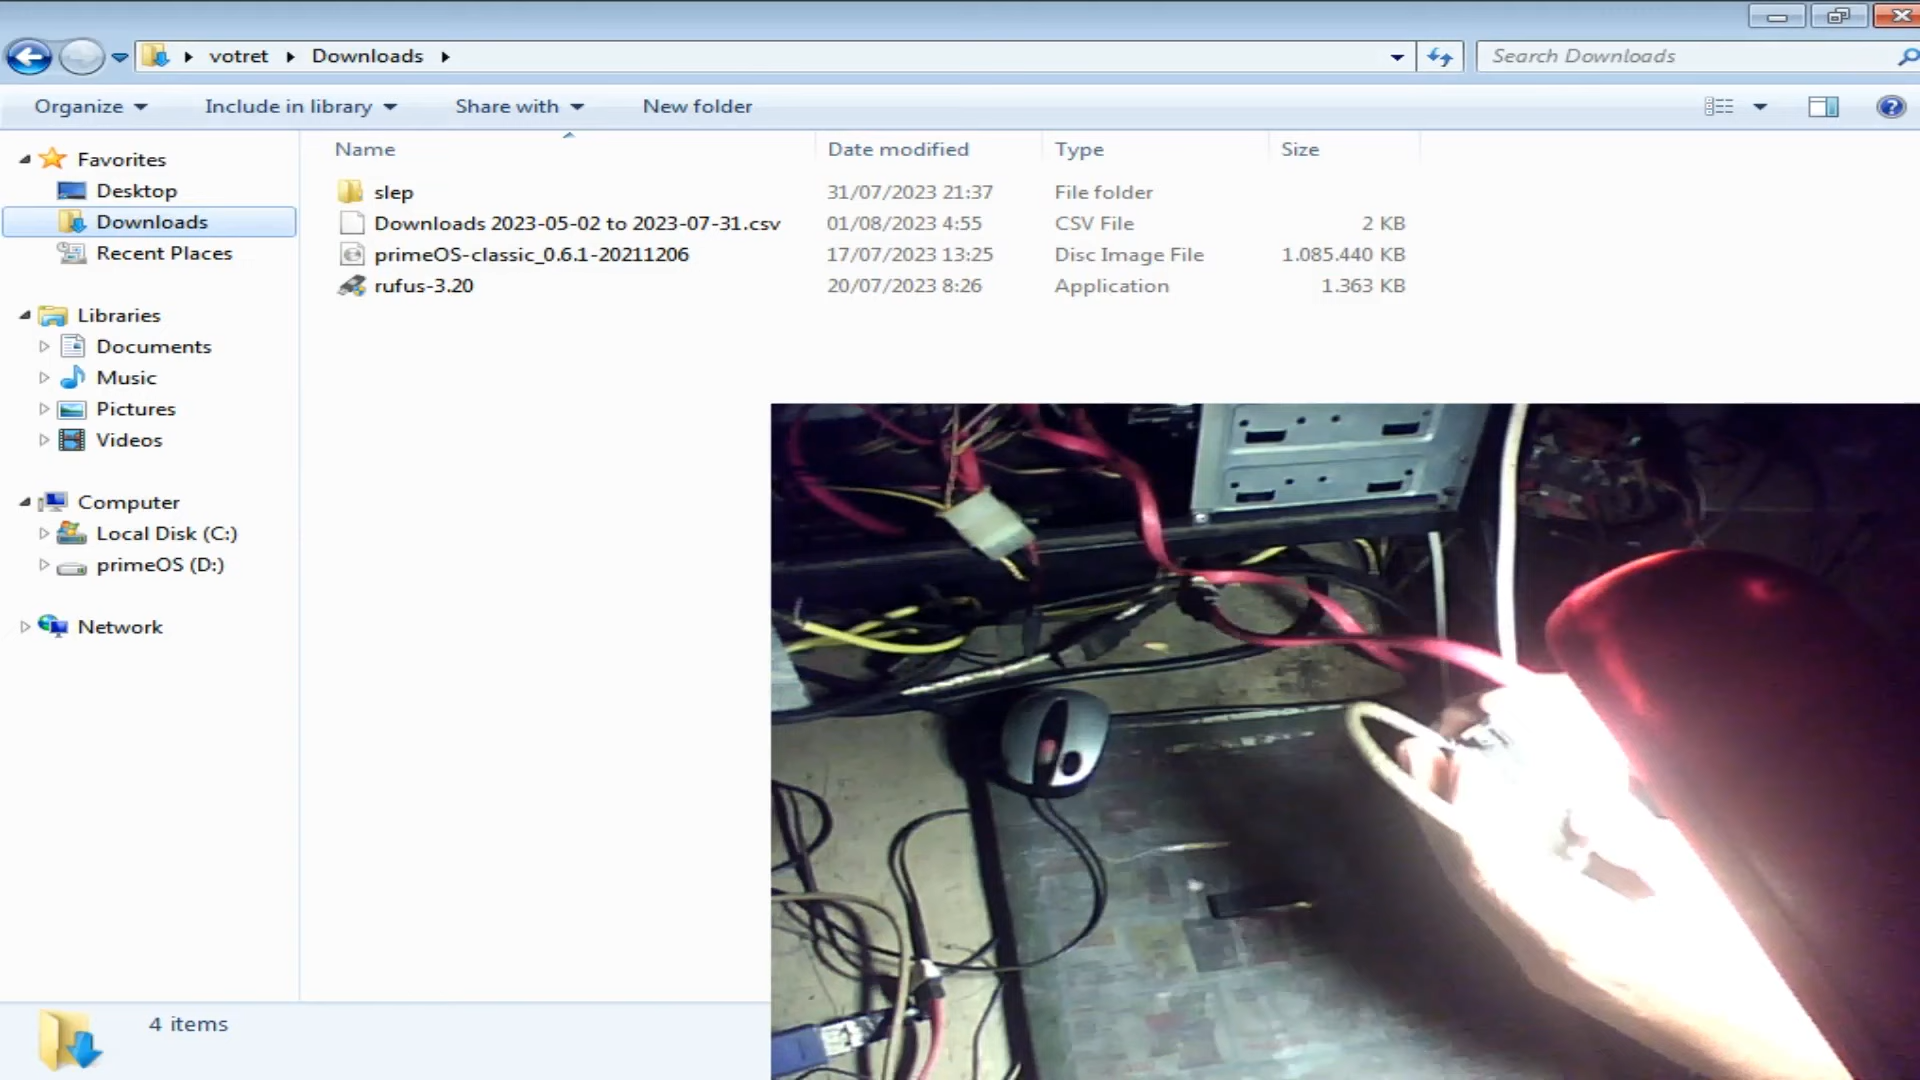 votret Downloads
Search Downloads
Organize Include in library Share with New folder
Name Date modified Type Size
Favorites
Desktop
Downloads
Recent Places
Libraries
Documents
Music
Pictures
Videos
Computer
Local Disk (C:)
primeOS (D:)
Network
slep 31/07/2023 21:37 File folder
Downloads 2023-05-02 to 2023-07-31.csv 01/08/2023 4:55 CSV File 2 KB
primeOS-classic_0.6.1-20211206 17/07/2023 13:25 Disc Image File 1.085.440 KB
rufus-3.20 20/07/2023 8:26 Application 1.363 KB
4 items